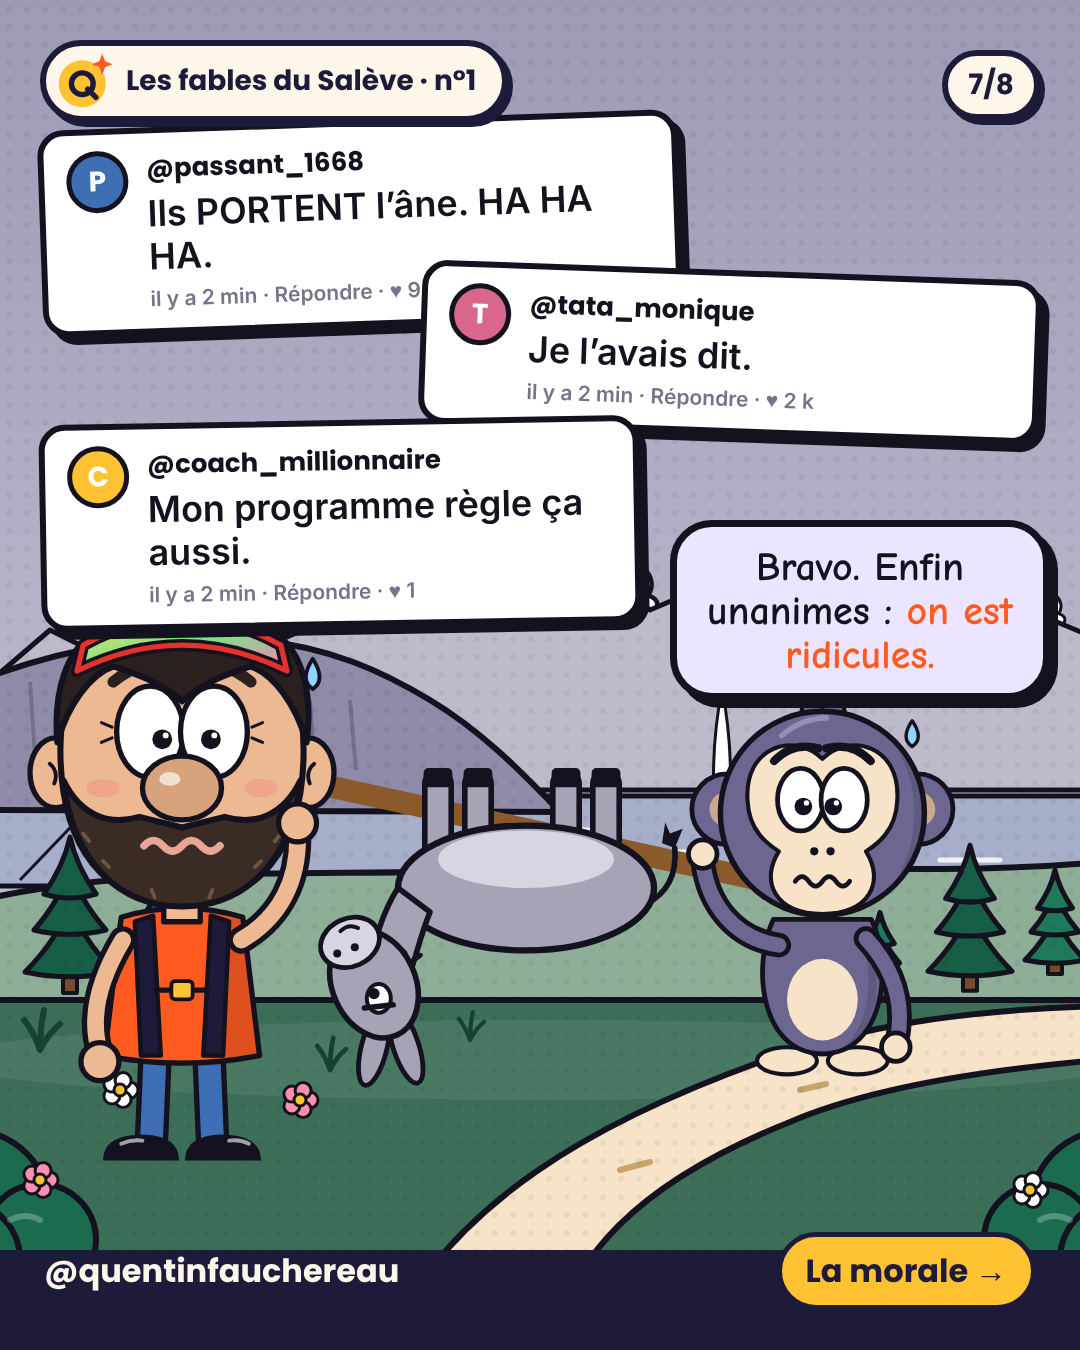 Q
Les fables du Salève · n°1
7/8
P
@passant_1668
Ils PORTENT l’âne. HA HA
HA.
il y a 2 min · Répondre · ♥ 9
T
@tata_monique
Je l’avais dit.
il y a 2 min · Répondre · ♥ 2 k
C
@coach_millionnaire
Mon programme règle ça
aussi.
il y a 2 min · Répondre · ♥ 1
Bravo. Enfin
unanimes : on est
ridicules.
@quentinfauchereau
La morale →